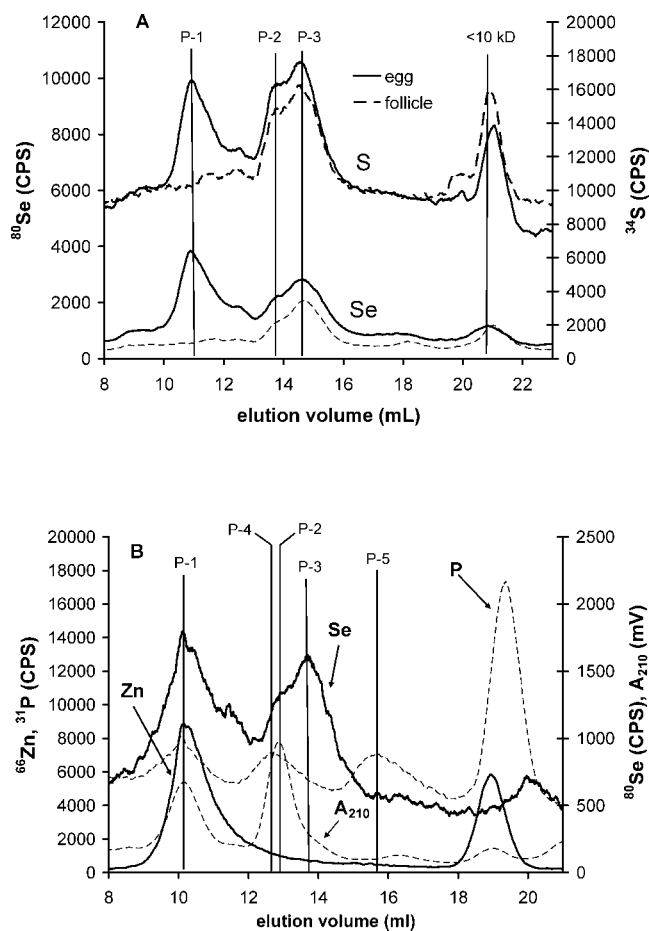 A
P-1
P-2
P-3
<10 kD
12000
10000
8000
6000
4000
2000
0
20000
18000
16000
14000
12000
10000
8000
6000
4000
2000
0
egg
follicle
S
Se
⁸⁰Se (CPS)
³⁴S (CPS)
8
10
12
14
16
18
20
22
elution volume (mL)
B
P-1
P-4
P-2
P-3
P-5
20000
18000
16000
14000
12000
10000
8000
6000
4000
2000
0
2500
2000
1500
1000
500
0
Zn
Se
P
A₂₁₀
⁶⁶Zn, ³¹P (CPS)
⁸⁰Se (CPS), A₂₁₀ (mV)
8
10
12
14
16
18
20
elution volume (ml)